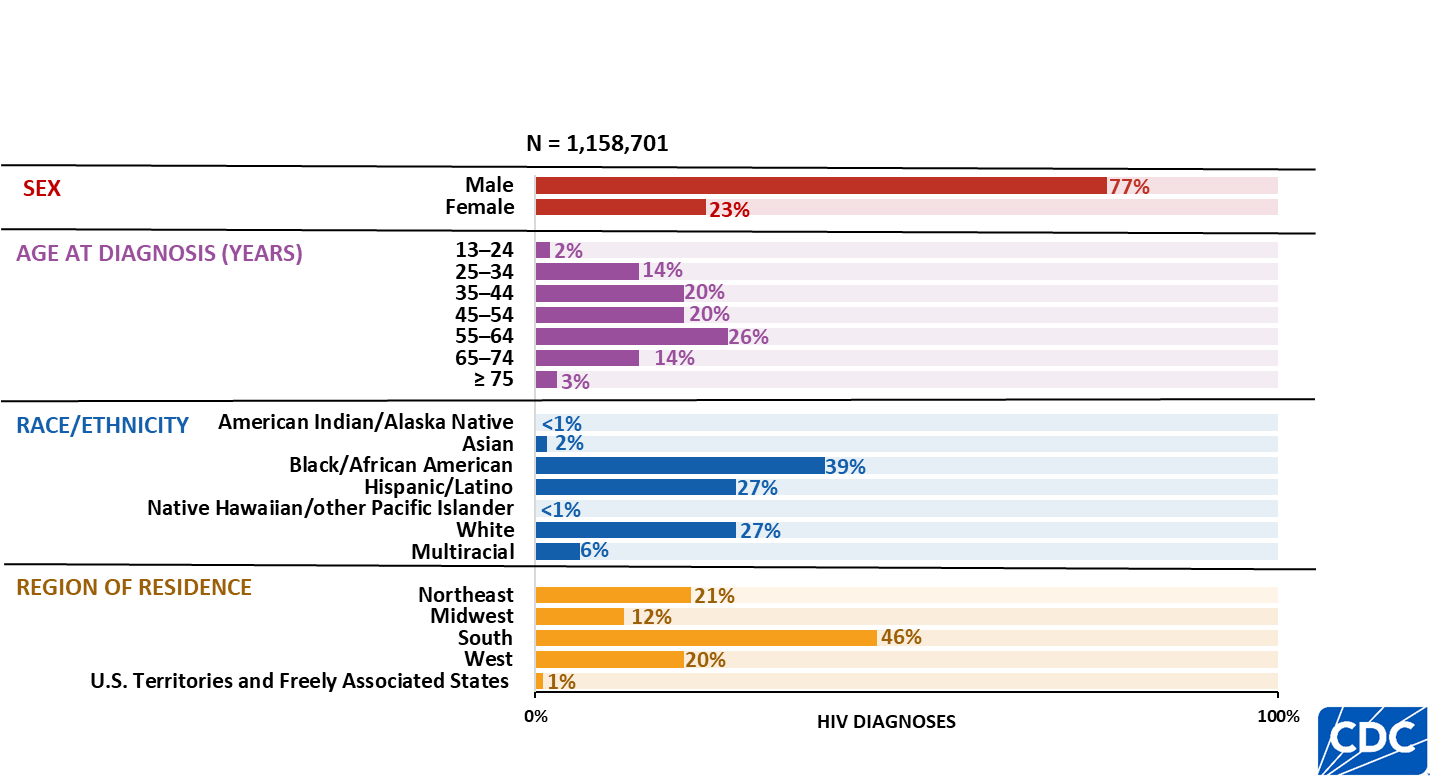 N = 1,158,701
SEX
Male 77%
Female 23%
AGE AT DIAGNOSIS (YEARS)
13–24 2%
25–34 14%
35–44 20%
45–54 20%
55–64 26%
65–74 14%
≥ 75 3%
RACE/ETHNICITY
American Indian/Alaska Native <1%
Asian 2%
Black/African American 39%
Hispanic/Latino 27%
Native Hawaiian/other Pacific Islander <1%
White 27%
Multiracial 6%
REGION OF RESIDENCE
Northeast 21%
Midwest 12%
South 46%
West 20%
U.S. Territories and Freely Associated States 1%
0% 100%
HIV DIAGNOSES
CDC